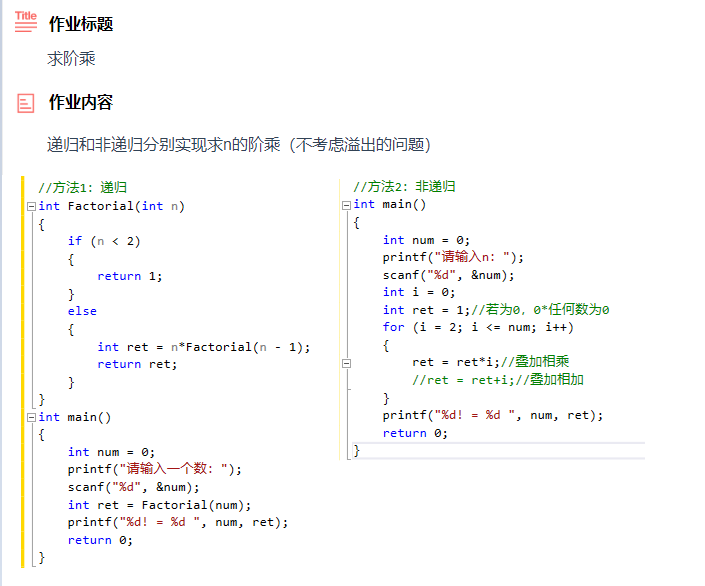 Title 作业标题
求阶乘
作业内容
递归和非递归分别实现求n的阶乘（不考虑溢出的问题）
//方法1：递归
int Factorial(int n)
{
if (n < 2)
{
return 1;
}
else
{
int ret = n*Factorial(n - 1);
return ret;
}
}
int main()
{
int num = 0;
printf("请输入一个数：");
scanf("%d", &num);
int ret = Factorial(num);
printf("%d! = %d ", num, ret);
return 0;
}
//方法2：非递归
int main()
{
int num = 0;
printf("请输入n：");
scanf("%d", &num);
int i = 0;
int ret = 1;//若为0，0*任何数为0
for (i = 2; i <= num; i++)
{
ret = ret*i;//叠加相乘
//ret = ret+i;//叠加相加
}
printf("%d! = %d ", num, ret);
return 0;
}